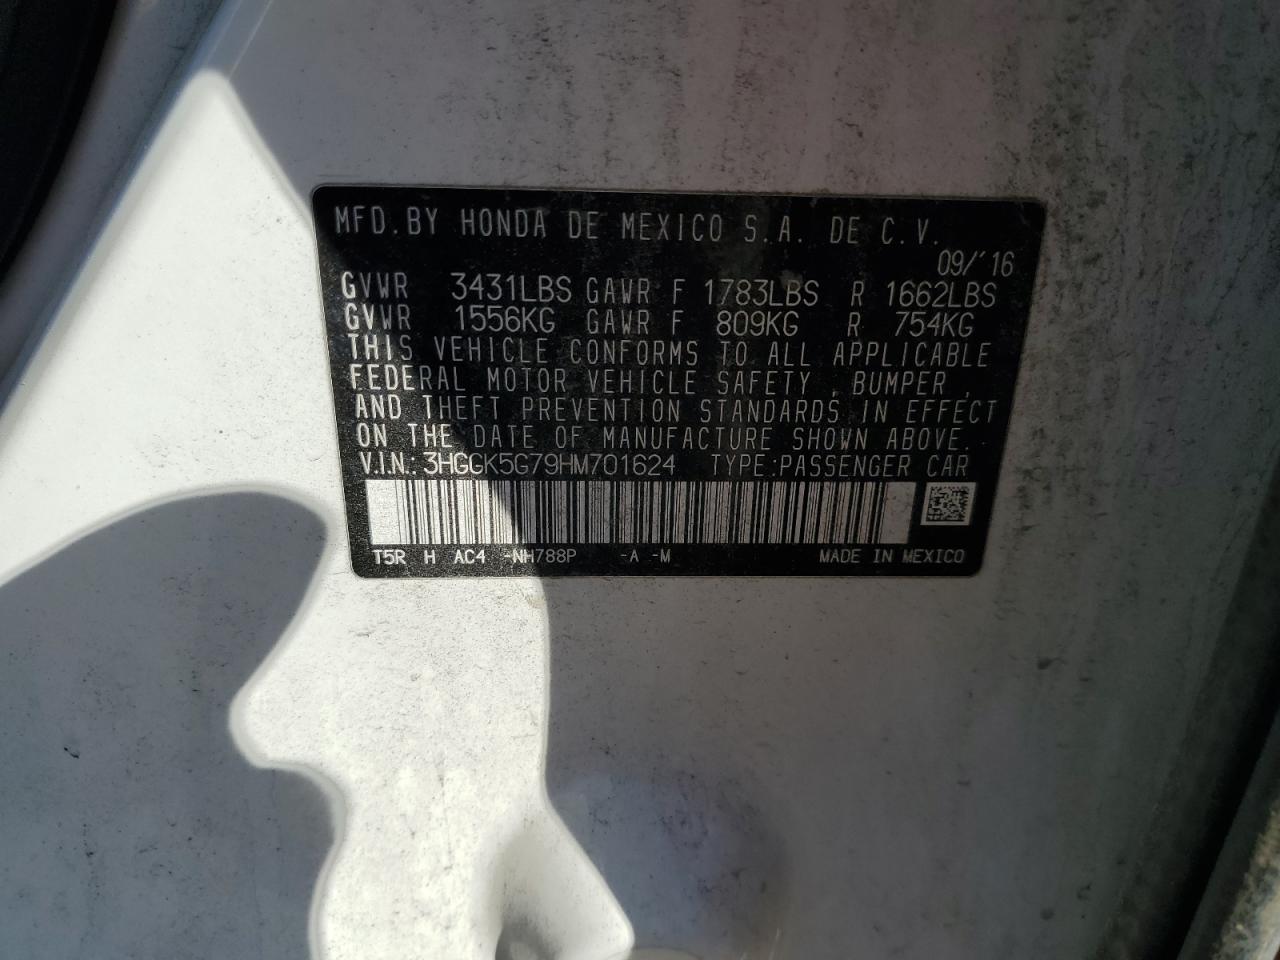 MFD. BY HONDA DE MEXICO S.A. DE C.V.
09/'16
GVWR 3431LBS GAWR F 1783LBS R 1662LBS
GVWR 1556KG GAWR F 809KG R 754KG
THIS VEHICLE CONFORMS TO ALL APPLICABLE
FEDERAL MOTOR VEHICLE SAFETY , BUMPER ,
AND THEFT PREVENTION STANDARDS IN EFFECT
ON THE DATE OF MANUFACTURE SHOWN ABOVE.
V.I.N.: 3HGGK5G79HM701624 TYPE:PASSENGER CAR
T5R H AC4 -NH788P -A -M MADE IN MEXICO